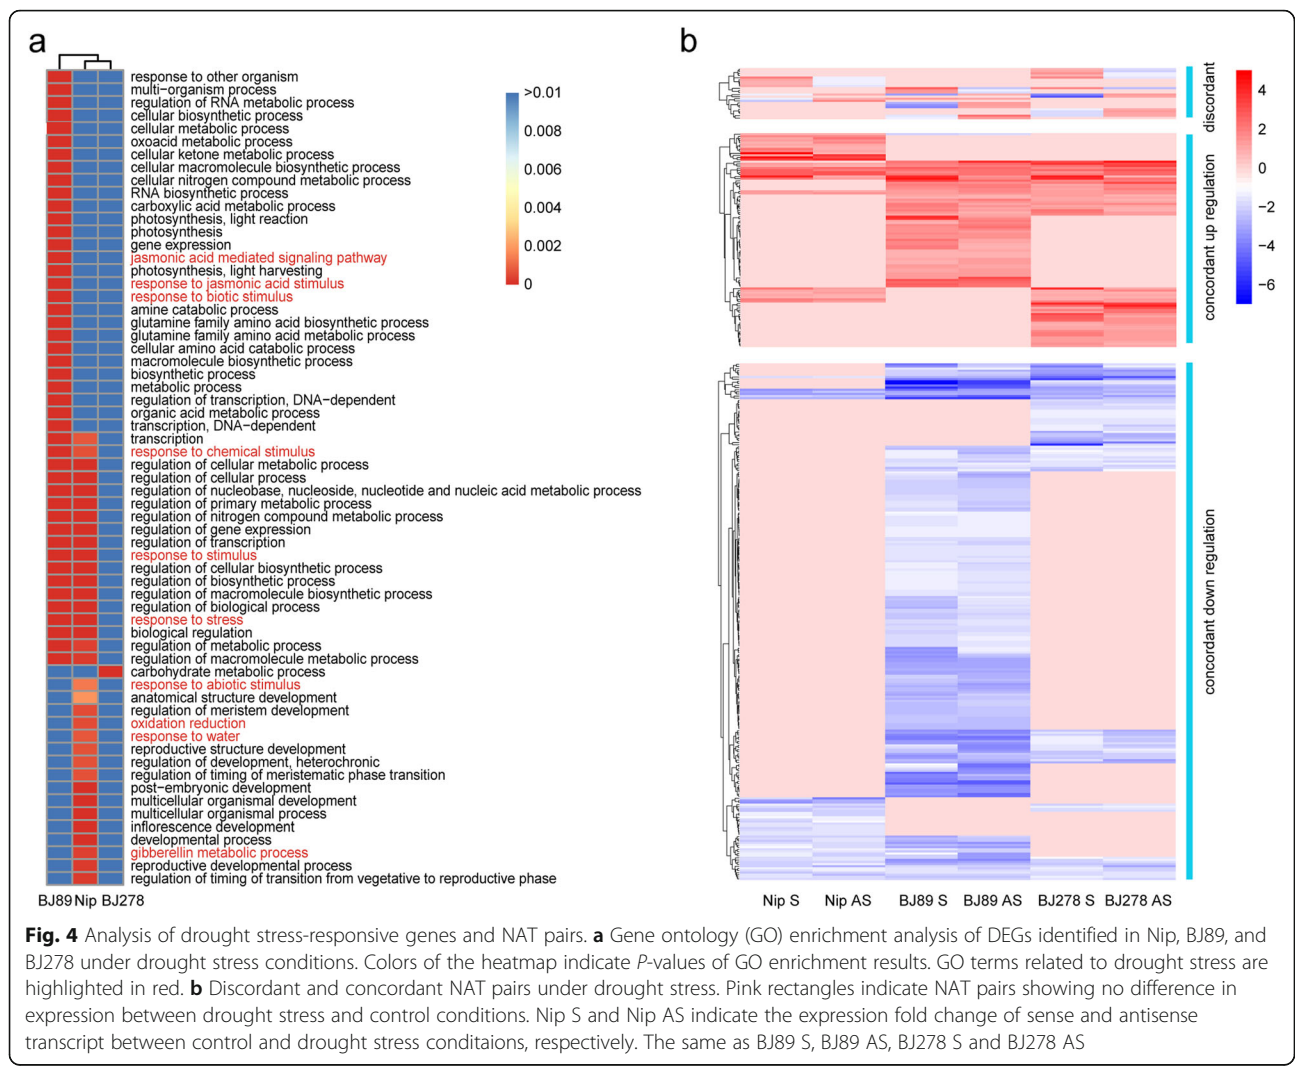 a
response to other organism
multi−organism process
regulation of RNA metabolic process
cellular biosynthetic process
cellular metabolic process
oxoacid metabolic process
cellular ketone metabolic process
cellular macromolecule biosynthetic process
cellular nitrogen compound metabolic process
RNA biosynthetic process
carboxylic acid metabolic process
photosynthesis, light reaction
photosynthesis
gene expression
jasmonic acid mediated signaling pathway
photosynthesis, light harvesting
response to jasmonic acid stimulus
response to biotic stimulus
amine catabolic process
glutamine family amino acid biosynthetic process
glutamine family amino acid metabolic process
cellular amino acid catabolic process
macromolecule biosynthetic process
biosynthetic process
metabolic process
regulation of transcription, DNA−dependent
organic acid metabolic process
transcription, DNA−dependent
transcription
response to chemical stimulus
regulation of cellular metabolic process
regulation of cellular process
regulation of nucleobase, nucleoside, nucleotide and nucleic acid metabolic process
regulation of primary metabolic process
regulation of nitrogen compound metabolic process
regulation of gene expression
regulation of transcription
response to stimulus
regulation of cellular biosynthetic process
regulation of biosynthetic process
regulation of macromolecule biosynthetic process
regulation of biological process
response to stress
biological regulation
regulation of metabolic process
regulation of macromolecule metabolic process
carbohydrate metabolic process
response to abiotic stimulus
anatomical structure development
regulation of meristem development
oxidation reduction
response to water
reproductive structure development
regulation of development, heterochronic
regulation of timing of meristematic phase transition
post−embryonic development
multicellular organismal development
multicellular organismal process
inflorescence development
developmental process
gibberellin metabolic process
reproductive developmental process
regulation of timing of transition from vegetative to reproductive phase
BJ89 Nip BJ278
>0.01
0.008
0.006
0.004
0.002
0
b
discordant
concordant up regulation
concordant down regulation
4
2
0
−2
−4
−6
Nip S Nip AS BJ89 S BJ89 AS BJ278 S BJ278 AS
Fig. 4 Analysis of drought stress-responsive genes and NAT pairs. a Gene ontology (GO) enrichment analysis of DEGs identified in Nip, BJ89, and
BJ278 under drought stress conditions. Colors of the heatmap indicate P-values of GO enrichment results. GO terms related to drought stress are
highlighted in red. b Discordant and concordant NAT pairs under drought stress. Pink rectangles indicate NAT pairs showing no difference in
expression between drought stress and control conditions. Nip S and Nip AS indicate the expression fold change of sense and antisense
transcript between control and drought stress conditaions, respectively. The same as BJ89 S, BJ89 AS, BJ278 S and BJ278 AS